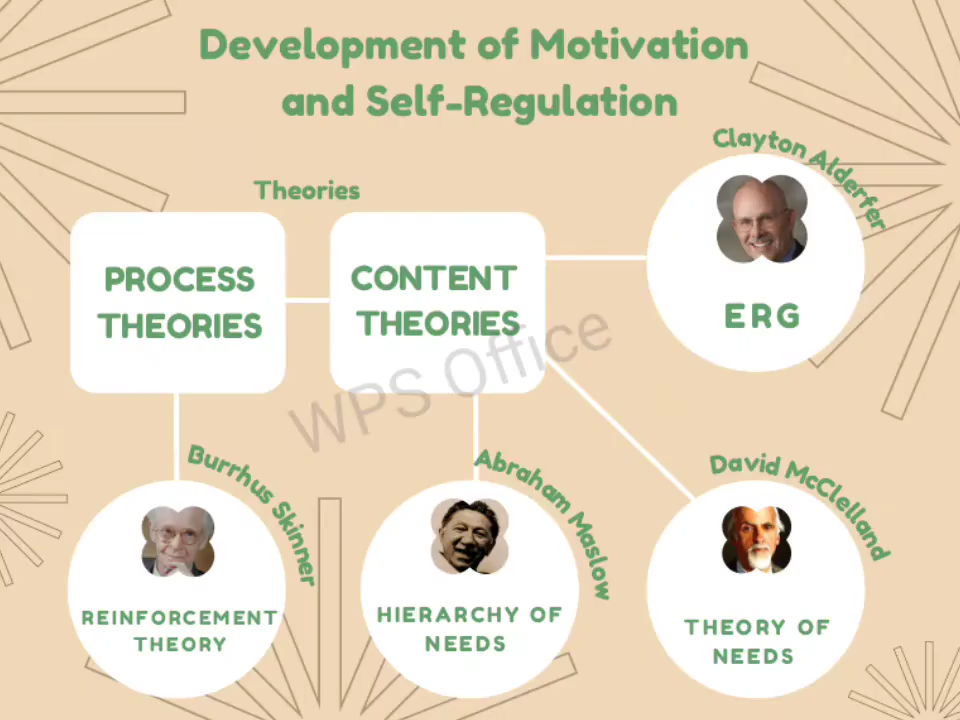 Development of Motivation
and Self-Regulation
Clayton Alderfer
Theories
PROCESS
THEORIES
CONTENT
THEORIES
ERG
WPS Office
Burrhus Skinner
Abraham Maslow
David McClelland
REINFORCEMENT
THEORY
HIERARCHY OF
NEEDS
THEORY OF
NEEDS